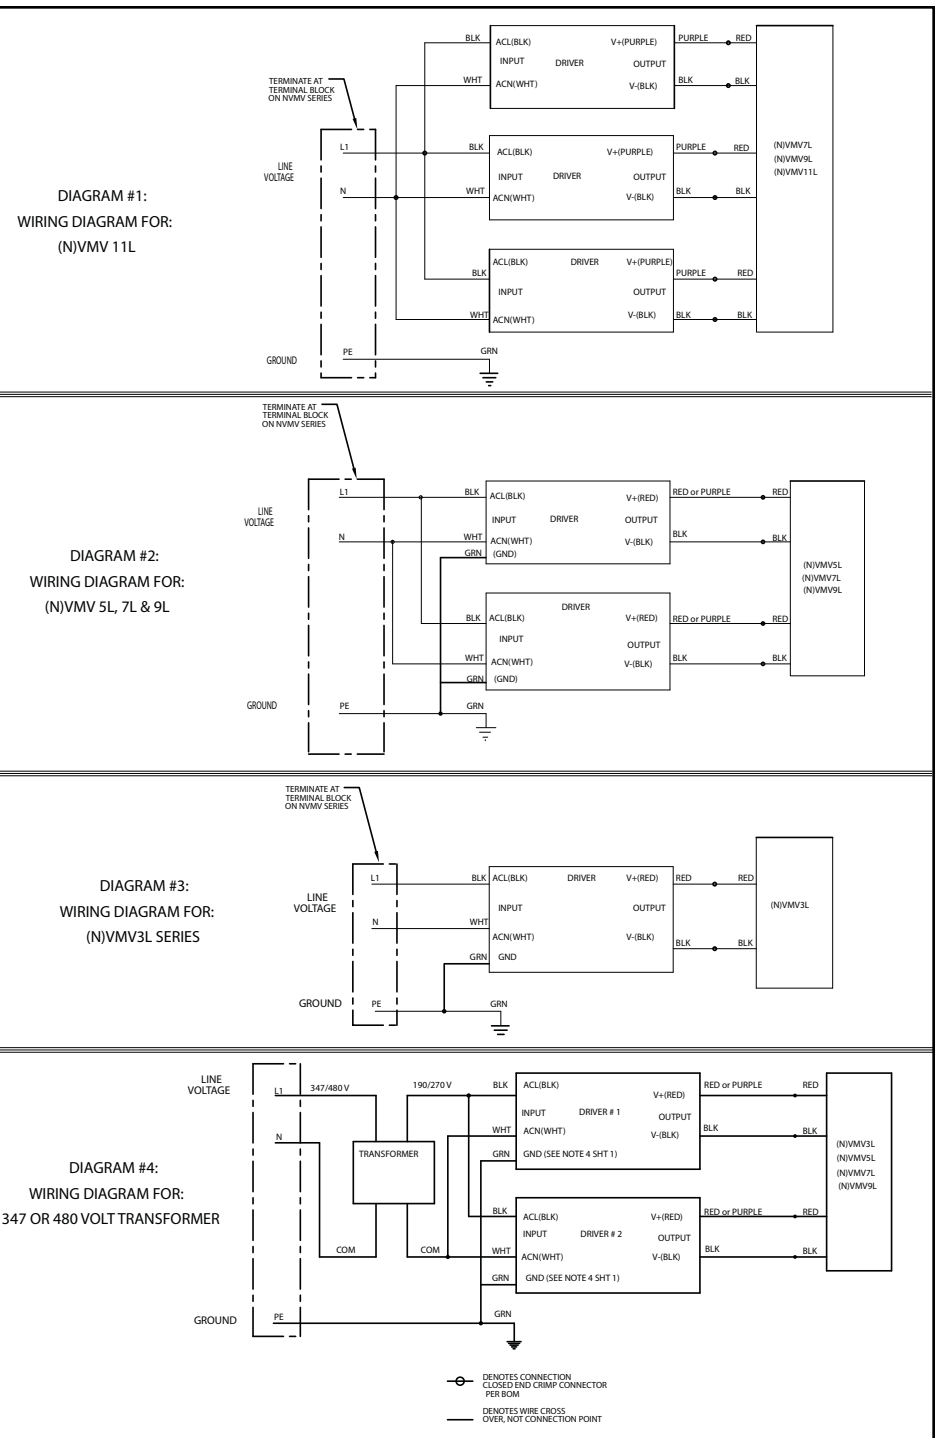 DIAGRAM #1:
WIRING DIAGRAM FOR:
(N)VMV 11L
TERMINATE AT
TERMINAL BLOCK
ON NVMV SERIES
LINE
VOLTAGE
L1
N
GROUND
PE
GRN
BLK
ACL(BLK)
INPUT
DRIVER
WHT
ACN(WHT)
V+(PURPLE)
OUTPUT
V-(BLK)
PURPLE
RED
BLK
BLK
BLK
ACL(BLK)
INPUT
DRIVER
WHT
ACN(WHT)
V+(PURPLE)
OUTPUT
V-(BLK)
PURPLE
RED
BLK
BLK
BLK
ACL(BLK)
INPUT
DRIVER
WHT
ACN(WHT)
V+(PURPLE)
OUTPUT
V-(BLK)
PURPLE
RED
BLK
BLK
(N)VMV7L
(N)VMV9L
(N)VMV11L
DIAGRAM #2:
WIRING DIAGRAM FOR:
(N)VMV 5L, 7L & 9L
TERMINATE AT
TERMINAL BLOCK
ON NVMV SERIES
LINE
VOLTAGE
L1
N
GROUND
PE
GRN
BLK
ACL(BLK)
INPUT
DRIVER
WHT
ACN(WHT)
GRN
(GND)
V+(RED)
OUTPUT
V-(BLK)
RED or PURPLE
RED
BLK
BLK
DRIVER
BLK
ACL(BLK)
INPUT
WHT
ACN(WHT)
GRN
(GND)
V+(RED)
OUTPUT
V-(BLK)
RED or PURPLE
RED
BLK
BLK
(N)VMV5L
(N)VMV7L
(N)VMV9L
DIAGRAM #3:
WIRING DIAGRAM FOR:
(N)VMV3L SERIES
TERMINATE AT
TERMINAL BLOCK
ON NVMV SERIES
LINE
VOLTAGE
L1
N
GROUND
PE
GRN
BLK
ACL(BLK)
INPUT
DRIVER
WHT
ACN(WHT)
GRN
GND
V+(RED)
OUTPUT
V-(BLK)
RED
RED
BLK
BLK
(N)VMV3L
DIAGRAM #4:
WIRING DIAGRAM FOR:
347 OR 480 VOLT TRANSFORMER
LINE
VOLTAGE
L1
N
GROUND
PE
347/480 V
190/270 V
TRANSFORMER
COM
COM
GRN
BLK
ACL(BLK)
INPUT
DRIVER # 1
WHT
ACN(WHT)
GRN
GND (SEE NOTE 4 SHT 1)
V+(RED)
OUTPUT
V-(BLK)
RED or PURPLE
RED
BLK
BLK
BLK
ACL(BLK)
INPUT
DRIVER # 2
WHT
ACN(WHT)
GRN
GND (SEE NOTE 4 SHT 1)
V+(RED)
OUTPUT
V-(BLK)
RED or PURPLE
RED
BLK
BLK
(N)VMV3L
(N)VMV5L
(N)VMV7L
(N)VMV9L
DENOTES CONNECTION
CLOSED END CRIMP CONNECTOR
PER BOM
DENOTES WIRE CROSS
OVER, NOT CONNECTION POINT